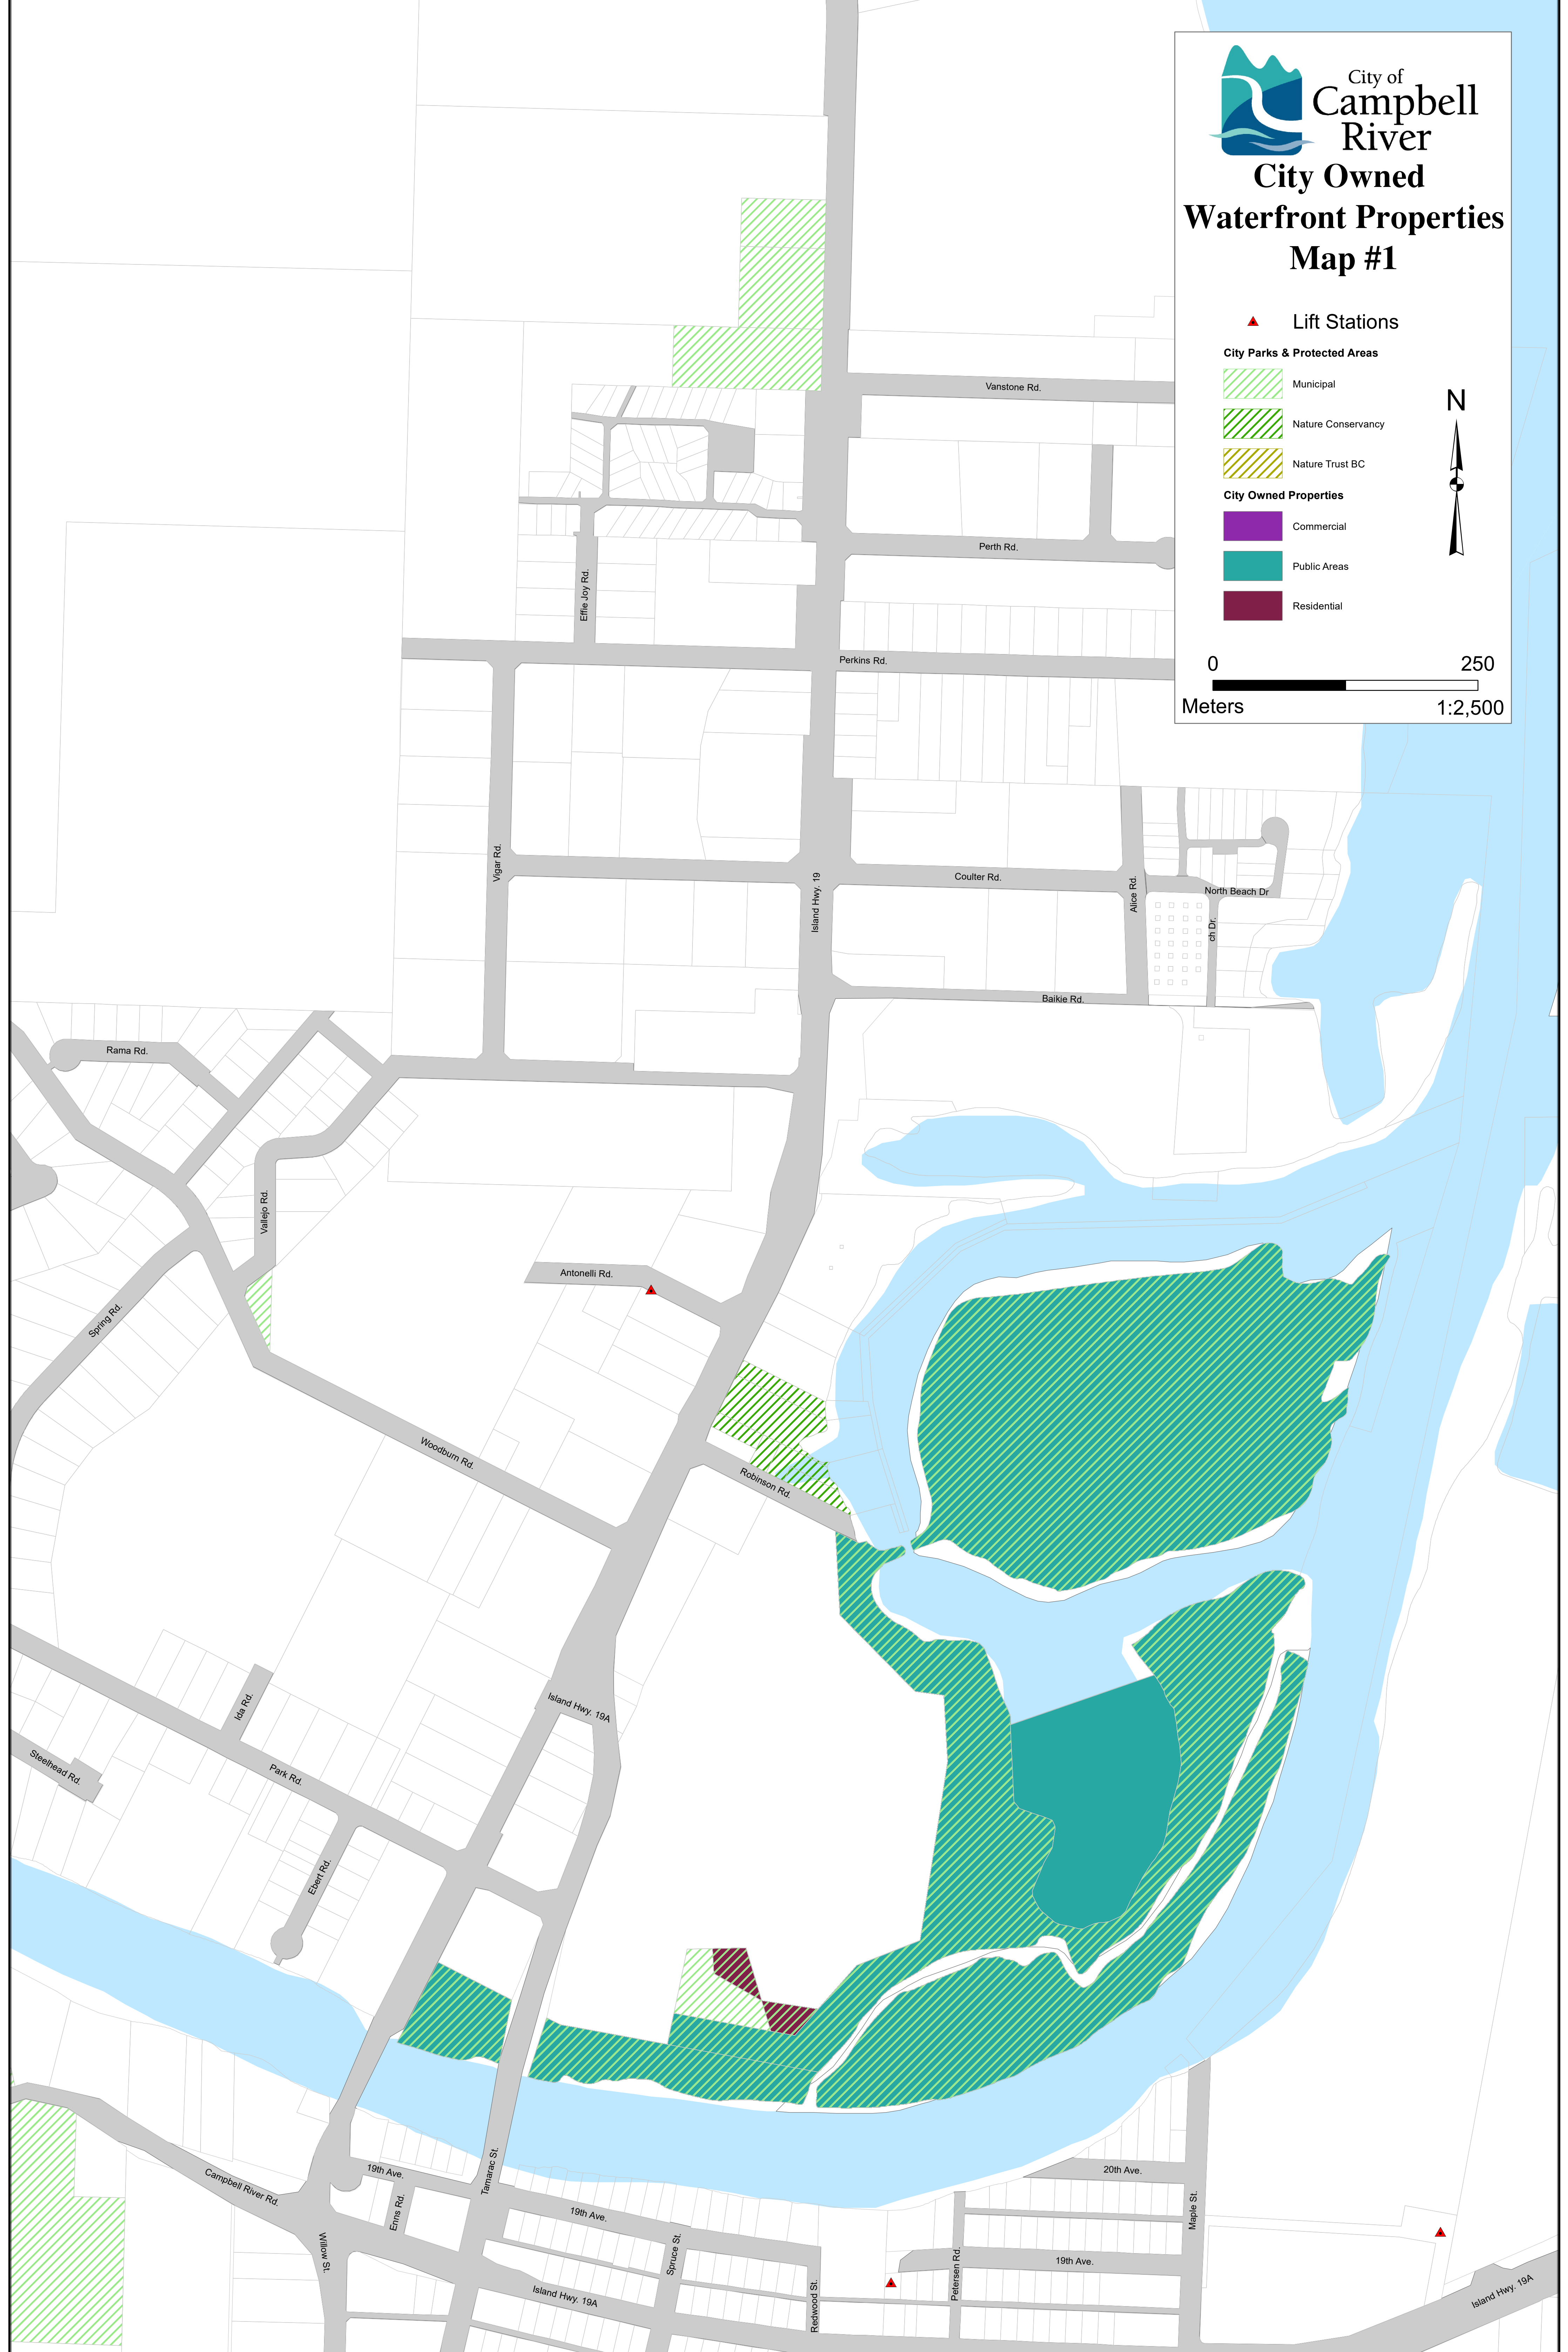 City of
Campbell
River
City Owned
Waterfront Properties
Map #1
Lift Stations
City Parks & Protected Areas
Municipal
Nature Conservancy
Nature Trust BC
City Owned Properties
Commercial
Public Areas
Residential
N
0 250
Meters 1:2,500
Vanstone Rd.
Perth Rd.
Effie Joy Rd.
Perkins Rd.
Vigar Rd.
Island Hwy. 19
Coulter Rd.
Alice Rd.
North Beach Dr
ch Dr.
Baikie Rd.
Rama Rd.
Vallejo Rd.
Antonelli Rd.
Spring Rd.
Woodburn Rd.
Robinson Rd.
Ida Rd.
Island Hwy. 19A
Steelhead Rd.
Park Rd.
Ebert Rd.
Campbell River Rd.
19th Ave.
Enns Rd.
Tamarac St.
19th Ave.
Willow St.
Spruce St.
Island Hwy. 19A
Redwood St.
Petersen Rd.
20th Ave.
Maple St.
19th Ave.
Island Hwy. 19A